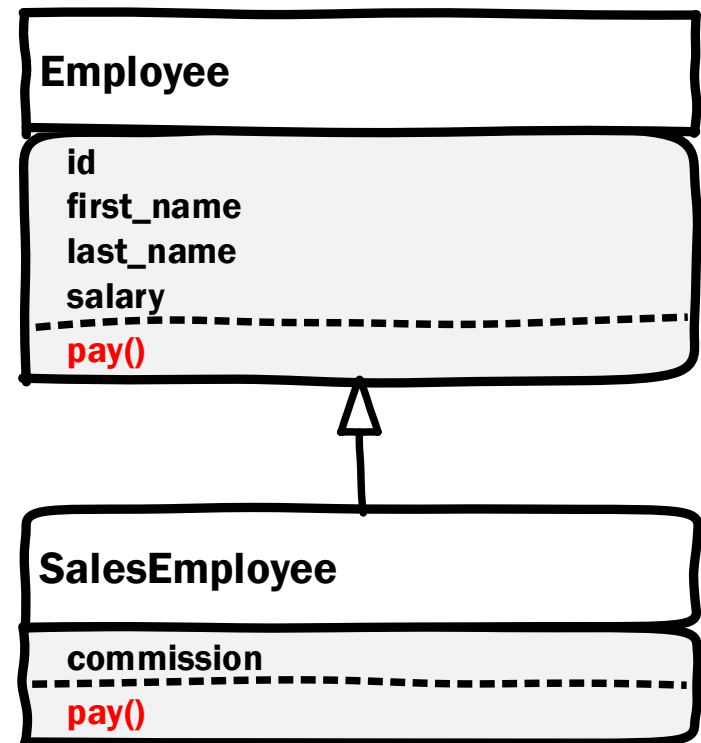 Employee
id
first_name
last_name
salary
pay()
SalesEmployee
commission
pay()